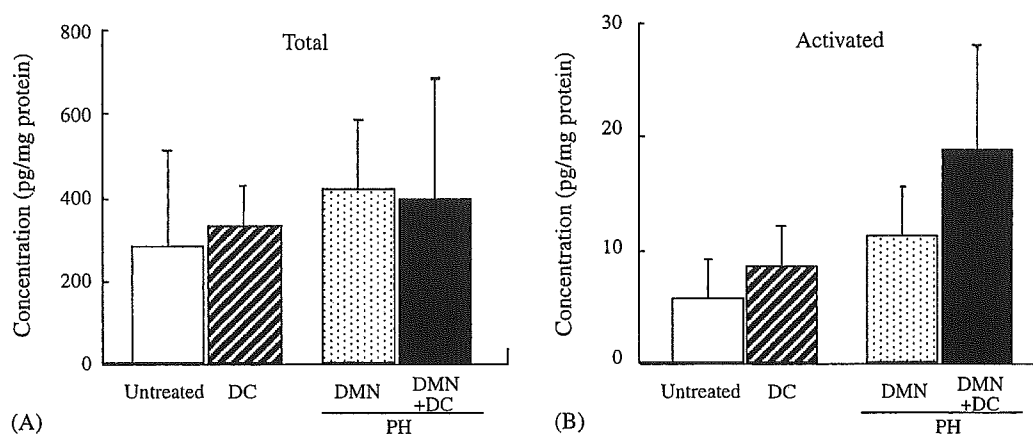 Total
Concentration (pg/mg protein)
800
600
400
200
0
Untreated
DC
DMN
DMN
+DC
PH
(A)
Activated
Concentration (pg/mg protein)
30
20
10
0
Untreated
DC
DMN
DMN
+DC
PH
(B)